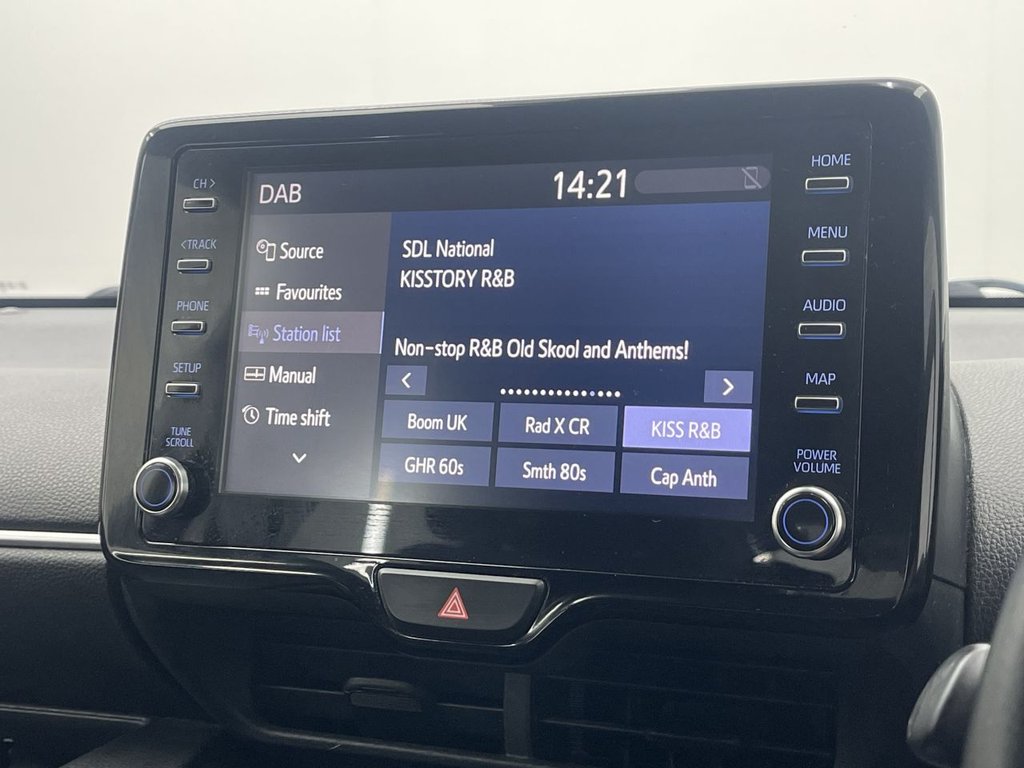 CH >
<TRACK
PHONE
SETUP
TUNE
SCROLL
DAB
14:21
Source
Favourites
Station list
Manual
Time shift
SDL National
KISSTORY R&B
Non-stop R&B Old Skool and Anthems!
Boom UK
Rad X CR
KISS R&B
GHR 60s
Smth 80s
Cap Anth
HOME
MENU
AUDIO
MAP
POWER
VOLUME